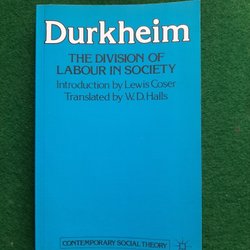 Durkheim
THE DIVISION OF
LABOUR IN SOCIETY
Introduction by Lewis Coser
Translated by W. D. Halls
CONTEMPORARY SOCIAL THEORY